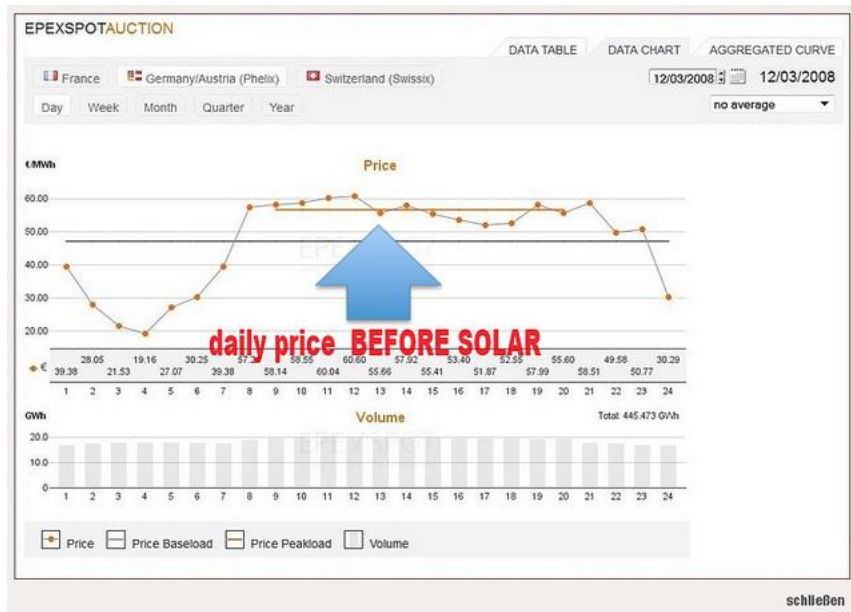 EPEXSPOTAUCTION
DATA TABLE DATA CHART AGGREGATED CURVE
France Germany/Austria (Phelix) Switzerland (Swissix) 12/03/2008 12/03/2008
Day Week Month Quarter Year no average
€/MWh Price
60.00
50.00
EPEXSPOT
40.00
30.00
20.00
daily price BEFORE SOLAR
28.05 19.16 30.25 58.55 60.60 57.92 53.40 52.55 55.60 49.58 30.29
€ 39.38 21.53 27.07 39.38 58.14 60.04 55.66 55.41 51.87 57.99 58.51 50.77
1 2 3 4 5 6 7 8 9 10 11 12 13 14 15 16 17 18 19 20 21 22 23 24
GWh Volume Total: 445.473 GWh
20.0
EPEXSPOT
10.0
0
1 2 3 4 5 6 7 8 9 10 11 12 13 14 15 16 17 18 19 20 21 22 23 24
Price Price Baseload Price Peakload Volume
schließen